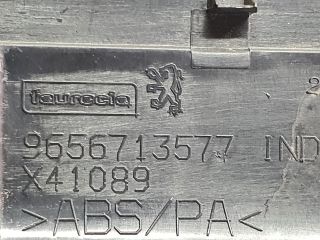 faurecia
9656713577 IND
X41089
>ABS/PA<